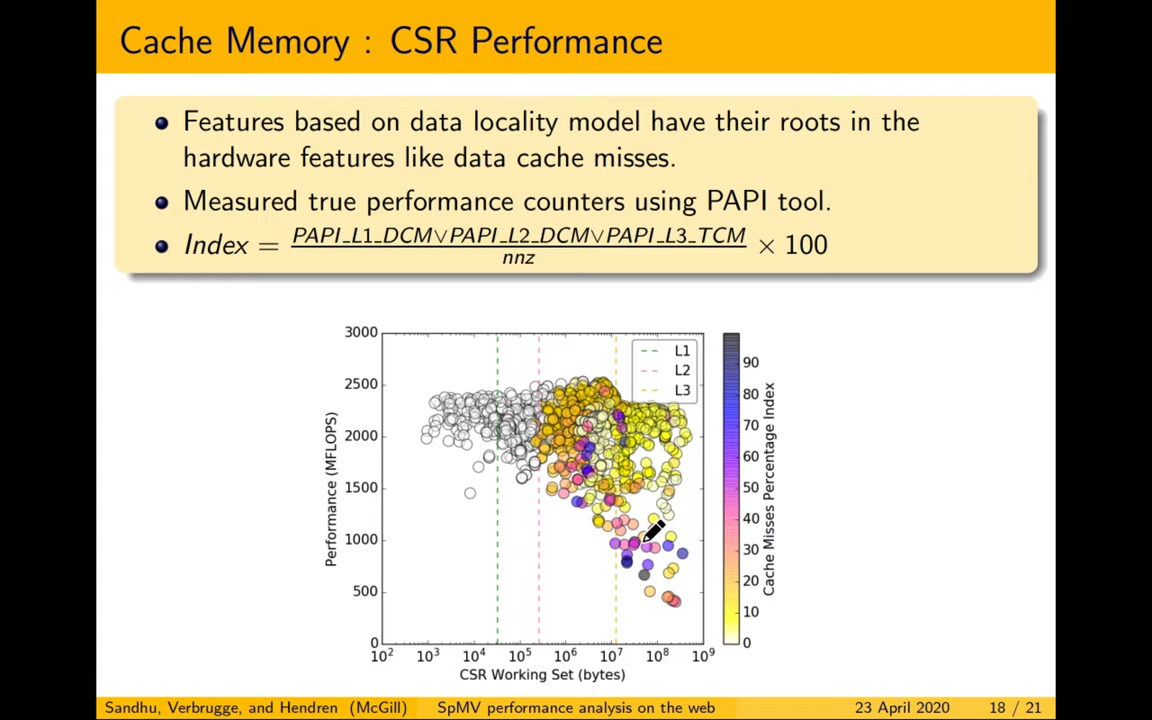 Cache Memory : CSR Performance
Features based on data locality model have their roots in the
hardware features like data cache misses.
Measured true performance counters using PAPI tool.
Index = PAPI_L1_DCM∨PAPI_L2_DCM∨PAPI_L3_TCM / nnz × 100
3000
2500
2000
1500
1000
500
0
Performance (MFLOPS)
10² 10³ 10⁴ 10⁵ 10⁶ 10⁷ 10⁸ 10⁹
CSR Working Set (bytes)
L1
L2
L3
90
80
70
60
50
40
30
20
10
0
Cache Misses Percentage Index
Sandhu, Verbrugge, and Hendren (McGill) SpMV performance analysis on the web 23 April 2020 18 / 21